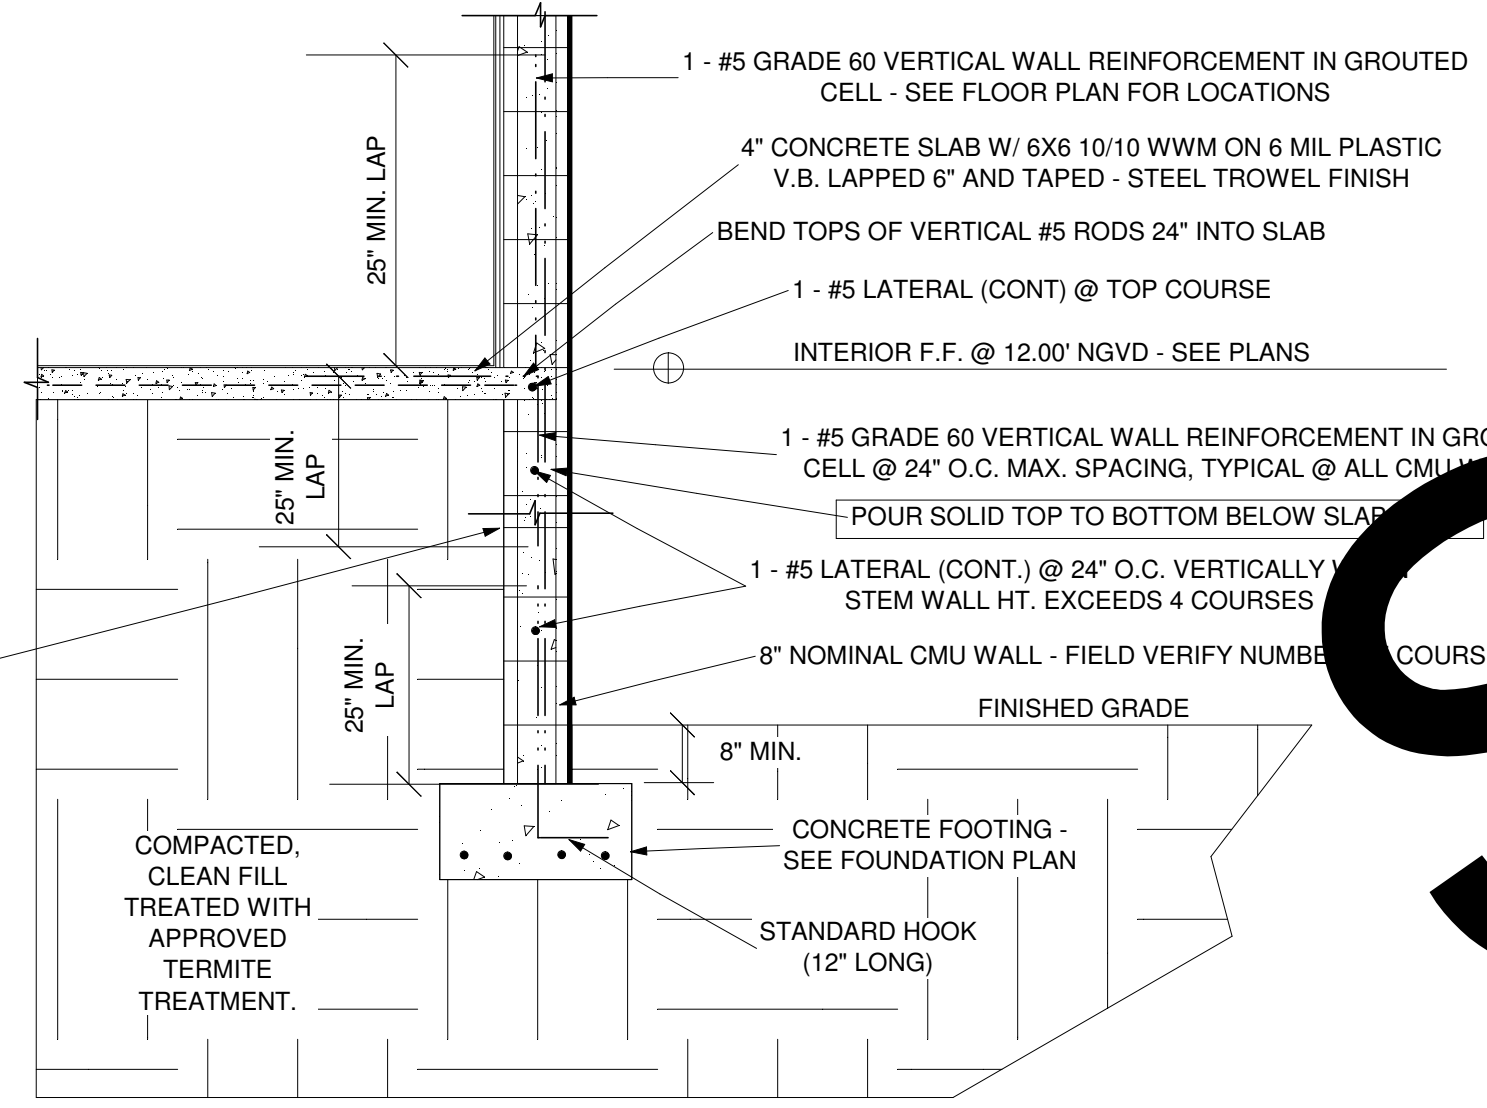 1 - #5 GRADE 60 VERTICAL WALL REINFORCEMENT IN GROUTED
CELL - SEE FLOOR PLAN FOR LOCATIONS
4" CONCRETE SLAB W/ 6X6 10/10 WWM ON 6 MIL PLASTIC
V.B. LAPPED 6" AND TAPED - STEEL TROWEL FINISH
25" MIN. LAP
BEND TOPS OF VERTICAL #5 RODS 24" INTO SLAB
1 - #5 LATERAL (CONT) @ TOP COURSE
INTERIOR F.F. @ 12.00' NGVD - SEE PLANS
1 - #5 GRADE 60 VERTICAL WALL REINFORCEMENT IN
CELL @ 24" O.C. MAX. SPACING, TYPICAL @ ALL CMU
25" MIN.
LAP
POUR SOLID TOP TO BOTTOM BELOW
1 - #5 LATERAL (CONT.) @ 24" O.C. VERTICALLY
STEM WALL HT. EXCEEDS 4 COURSES
8" NOMINAL CMU WALL - FIELD VERIFY
25" MIN.
LAP
FINISHED GRADE
8" MIN.
CONCRETE FOOTING -
SEE FOUNDATION PLAN
COMPACTED,
CLEAN FILL
TREATED WITH
APPROVED
TERMITE
TREATMENT.
STANDARD HOOK
(12" LONG)